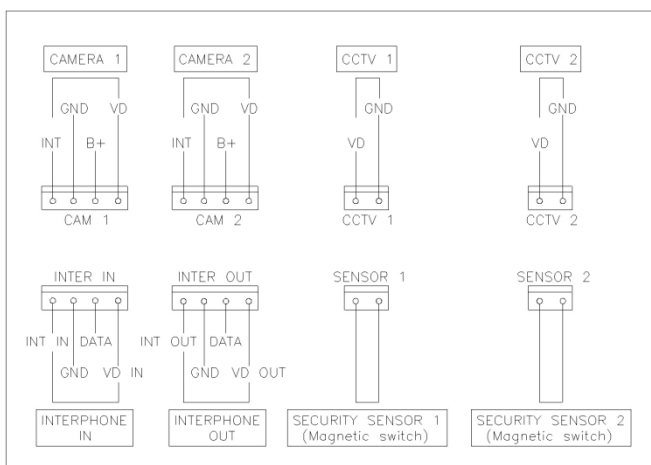 CAMERA 1
CAMERA 2
CCTV 1
CCTV 2
GND VD
GND VD
GND
GND
INT B+
INT B+
VD
VD
CAM 1
CAM 2
CCTV 1
CCTV 2
INTER IN
INTER OUT
SENSOR 1
SENSOR 2
INT IN DATA
INT OUT DATA
GND VD IN
GND VD OUT
INTERPHONE
IN
INTERPHONE
OUT
SECURITY SENSOR 1
(Magnetic switch)
SECURITY SENSOR 2
(Magnetic switch)